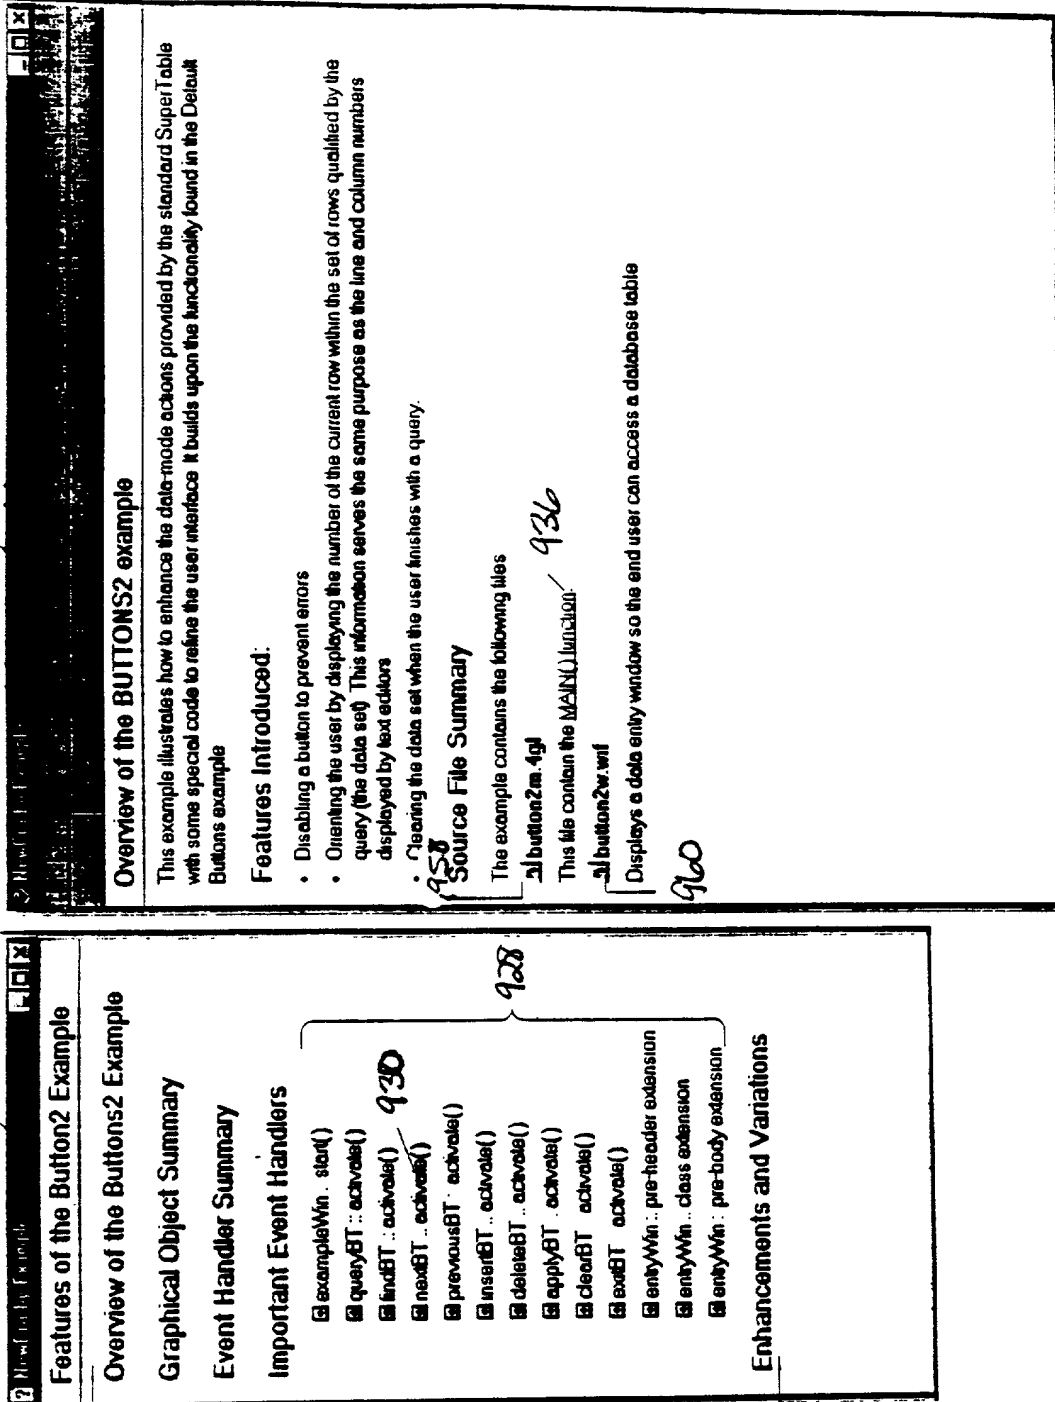 Features of the Button2 Example
Overview of the Buttons2 Example
Graphical Object Summary
Event Handler Summary
Important Event Handlers
exampleWin . start()
queryBT :: activate()
findBT .: activate()
nextBT .. activate()
930
previousBT · activate()
insertBT .. activate()
deleteBT .. activate()
applyBT . activate()
clearBT activate()
exitBT activate()
entryWin :: pre-header extension
entryWin .. class extension
entryWin : pre-body extension
928
Enhancements and Variations
Overview of the BUTTONS2 example
This example illustrates how to enhance the data-mode actions provided by the standard SuperTable
with some special code to refine the user interface It builds upon the functionality found in the Default
Buttons example
Features Introduced:
• Disabling a button to prevent errors
• Orienting the user by displaying the number of the current row within the set of rows qualified by the
query (the data set) This information serves the same purpose as the line and column numbers
displayed by text editors
• Clearing the data set when the user finishes with a query.
958
Source File Summary
The example contains the following files
button2m.4gl
This file contain the MAIN() function.
936
button2w.wif
Displays a data entry window so the end user can access a database table
960